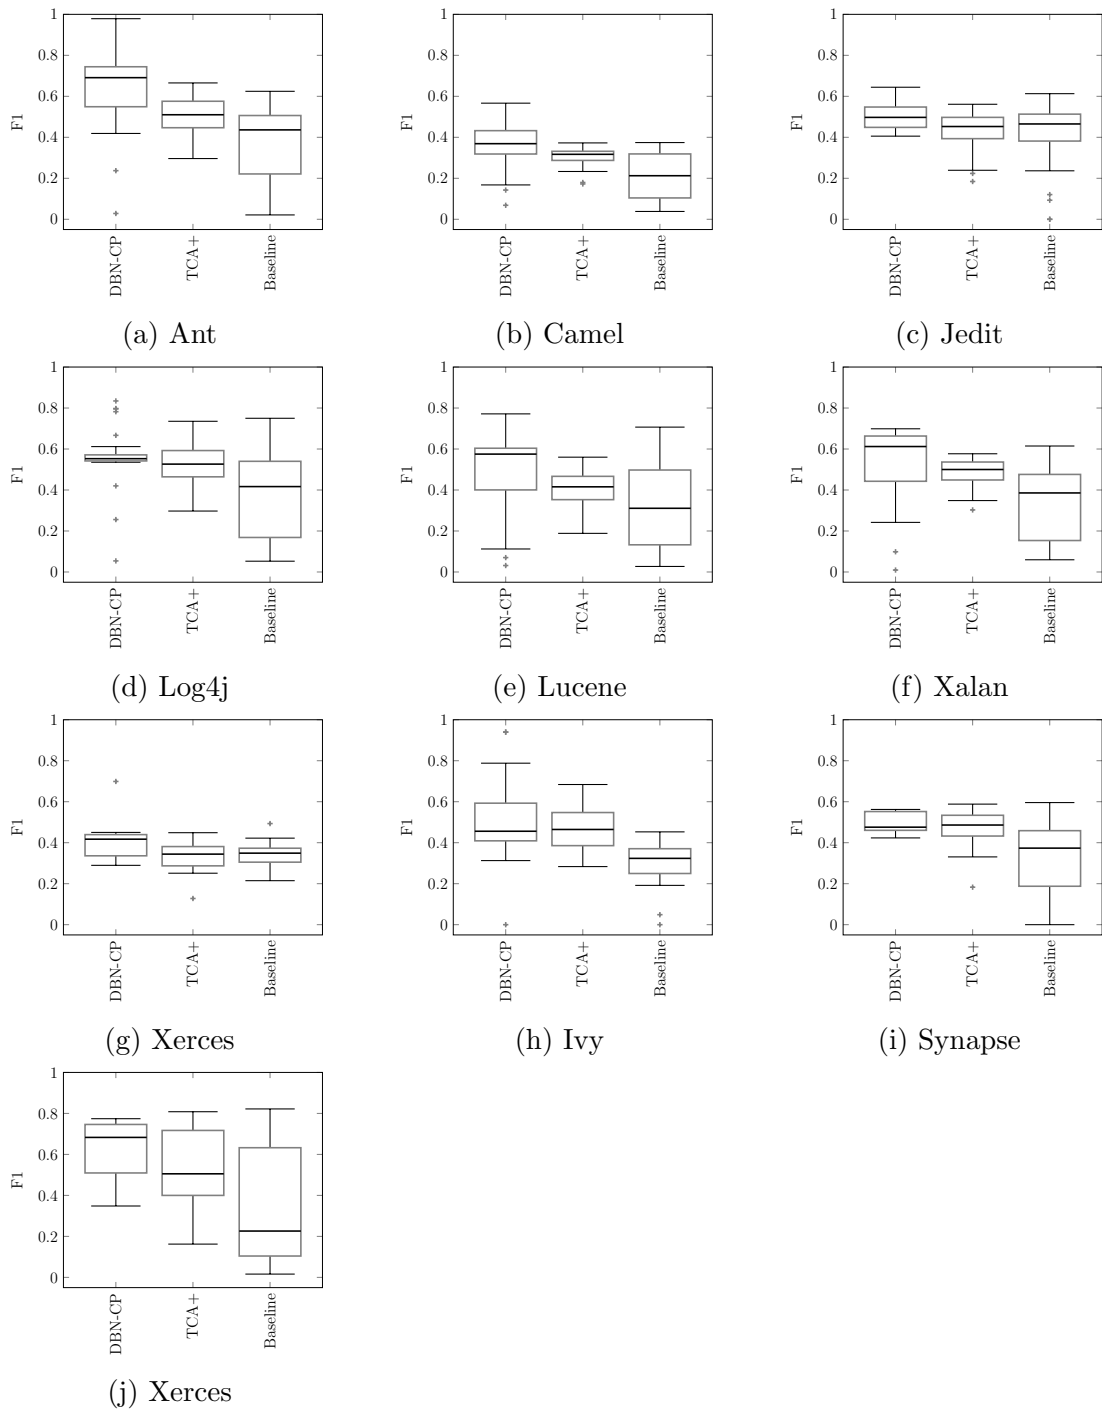 1
0.8
0.6
0.4
0.2
0
F1
DBN-CP
TCA+
Baseline
(a) Ant
1
0.8
0.6
0.4
0.2
0
F1
DBN-CP
TCA+
Baseline
(b) Camel
1
0.8
0.6
0.4
0.2
0
F1
DBN-CP
TCA+
Baseline
(c) Jedit
1
0.8
0.6
0.4
0.2
0
F1
DBN-CP
TCA+
Baseline
(d) Log4j
1
0.8
0.6
0.4
0.2
0
F1
DBN-CP
TCA+
Baseline
(e) Lucene
1
0.8
0.6
0.4
0.2
0
F1
DBN-CP
TCA+
Baseline
(f) Xalan
1
0.8
0.6
0.4
0.2
0
F1
DBN-CP
TCA+
Baseline
(g) Xerces
1
0.8
0.6
0.4
0.2
0
F1
DBN-CP
TCA+
Baseline
(h) Ivy
1
0.8
0.6
0.4
0.2
0
F1
DBN-CP
TCA+
Baseline
(i) Synapse
1
0.8
0.6
0.4
0.2
0
F1
DBN-CP
TCA+
Baseline
(j) Xerces